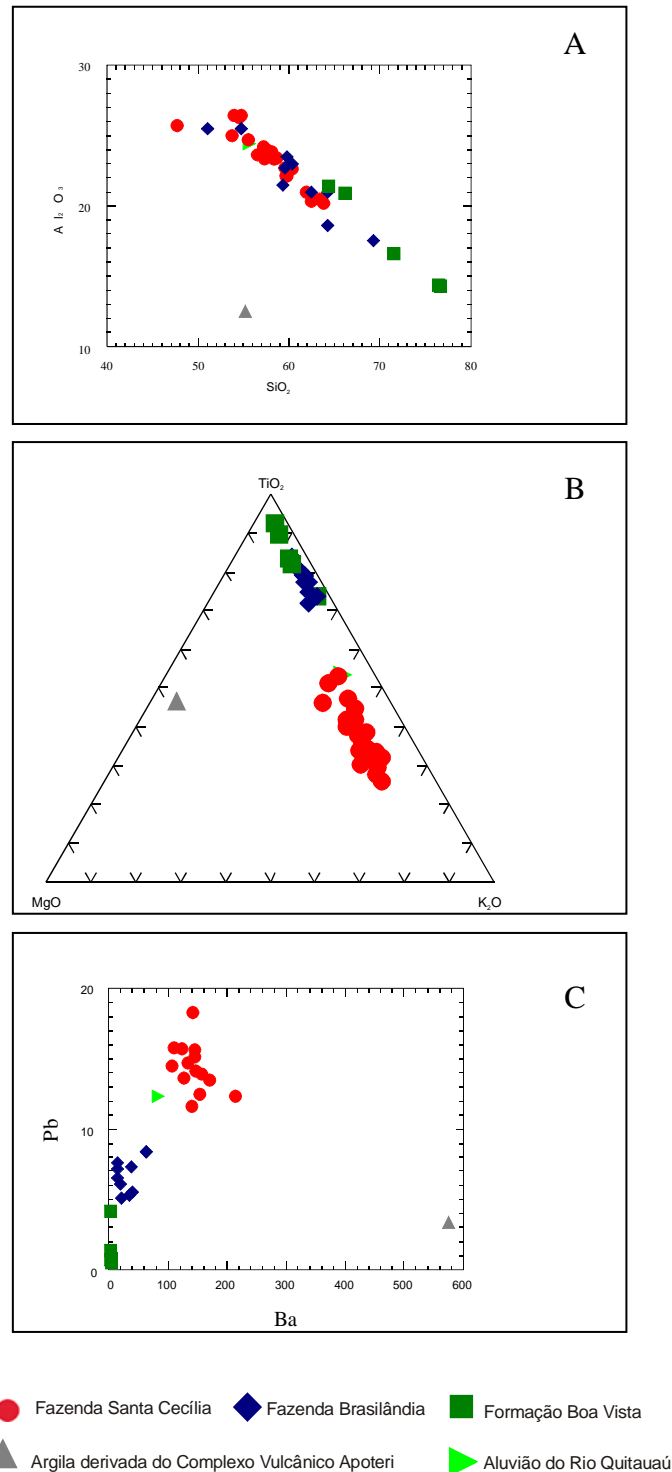 A
30
20
10
Al₂O₃
40 50 60 70 80
SiO₂
B
TiO₂
MgO K₂O
C
20
10
0
Pb
0 100 200 300 400 500 600
Ba
Fazenda Santa Cecília Fazenda Brasilândia Formação Boa Vista
Argila derivada do Complexo Vulcânico Apoteri Aluvião do Rio Quitauaú